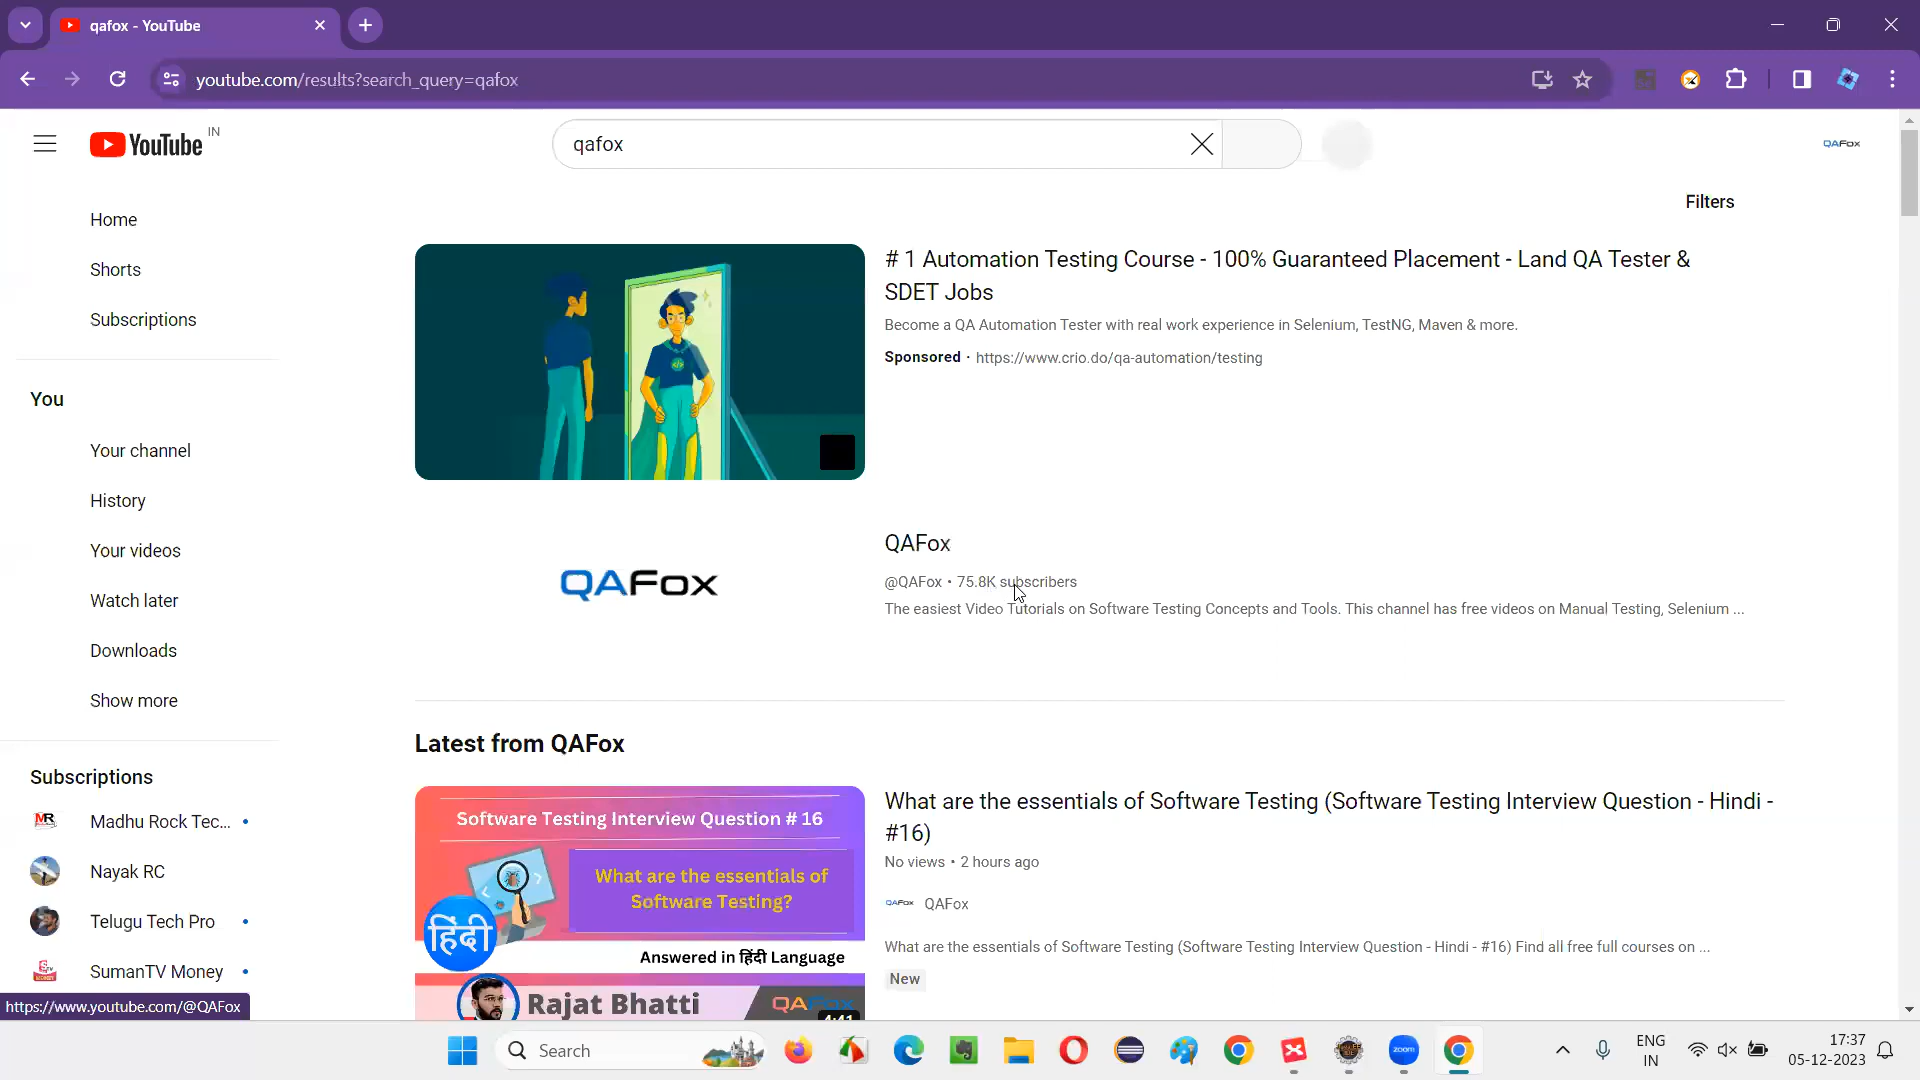 qafox - YouTube
youtube.com/results?search_query=qafox
YouTube IN
qafox
QAFox
Filters
Home
Shorts
Subscriptions
You
Your channel
History
Your videos
Watch later
Downloads
Show more
Subscriptions
Madhu Rock Tec...
Nayak RC
Telugu Tech Pro
SumanTV Money
https://www.youtube.com/@QAFox
# 1 Automation Testing Course - 100% Guaranteed Placement - Land QA Tester &
SDET Jobs
Become a QA Automation Tester with real work experience in Selenium, TestNG, Maven & more.
Sponsored • https://www.crio.do/qa-automation/testing
QAFox
QAFox
@QAFox • 75.8K subscribers
The easiest Video Tutorials on Software Testing Concepts and Tools. This channel has free videos on Manual Testing, Selenium ...
Latest from QAFox
Software Testing Interview Question # 16
What are the essentials of
Software Testing?
हिंदी
Answered in हिंदी Language
Rajat Bhatti
QAFox
4:41
What are the essentials of Software Testing (Software Testing Interview Question - Hindi -
#16)
No views • 2 hours ago
QAFox QAFox
What are the essentials of Software Testing (Software Testing Interview Question - Hindi - #16) Find all free full courses on ...
New
Search
zoom
ENG
IN
17:37
05-12-2023